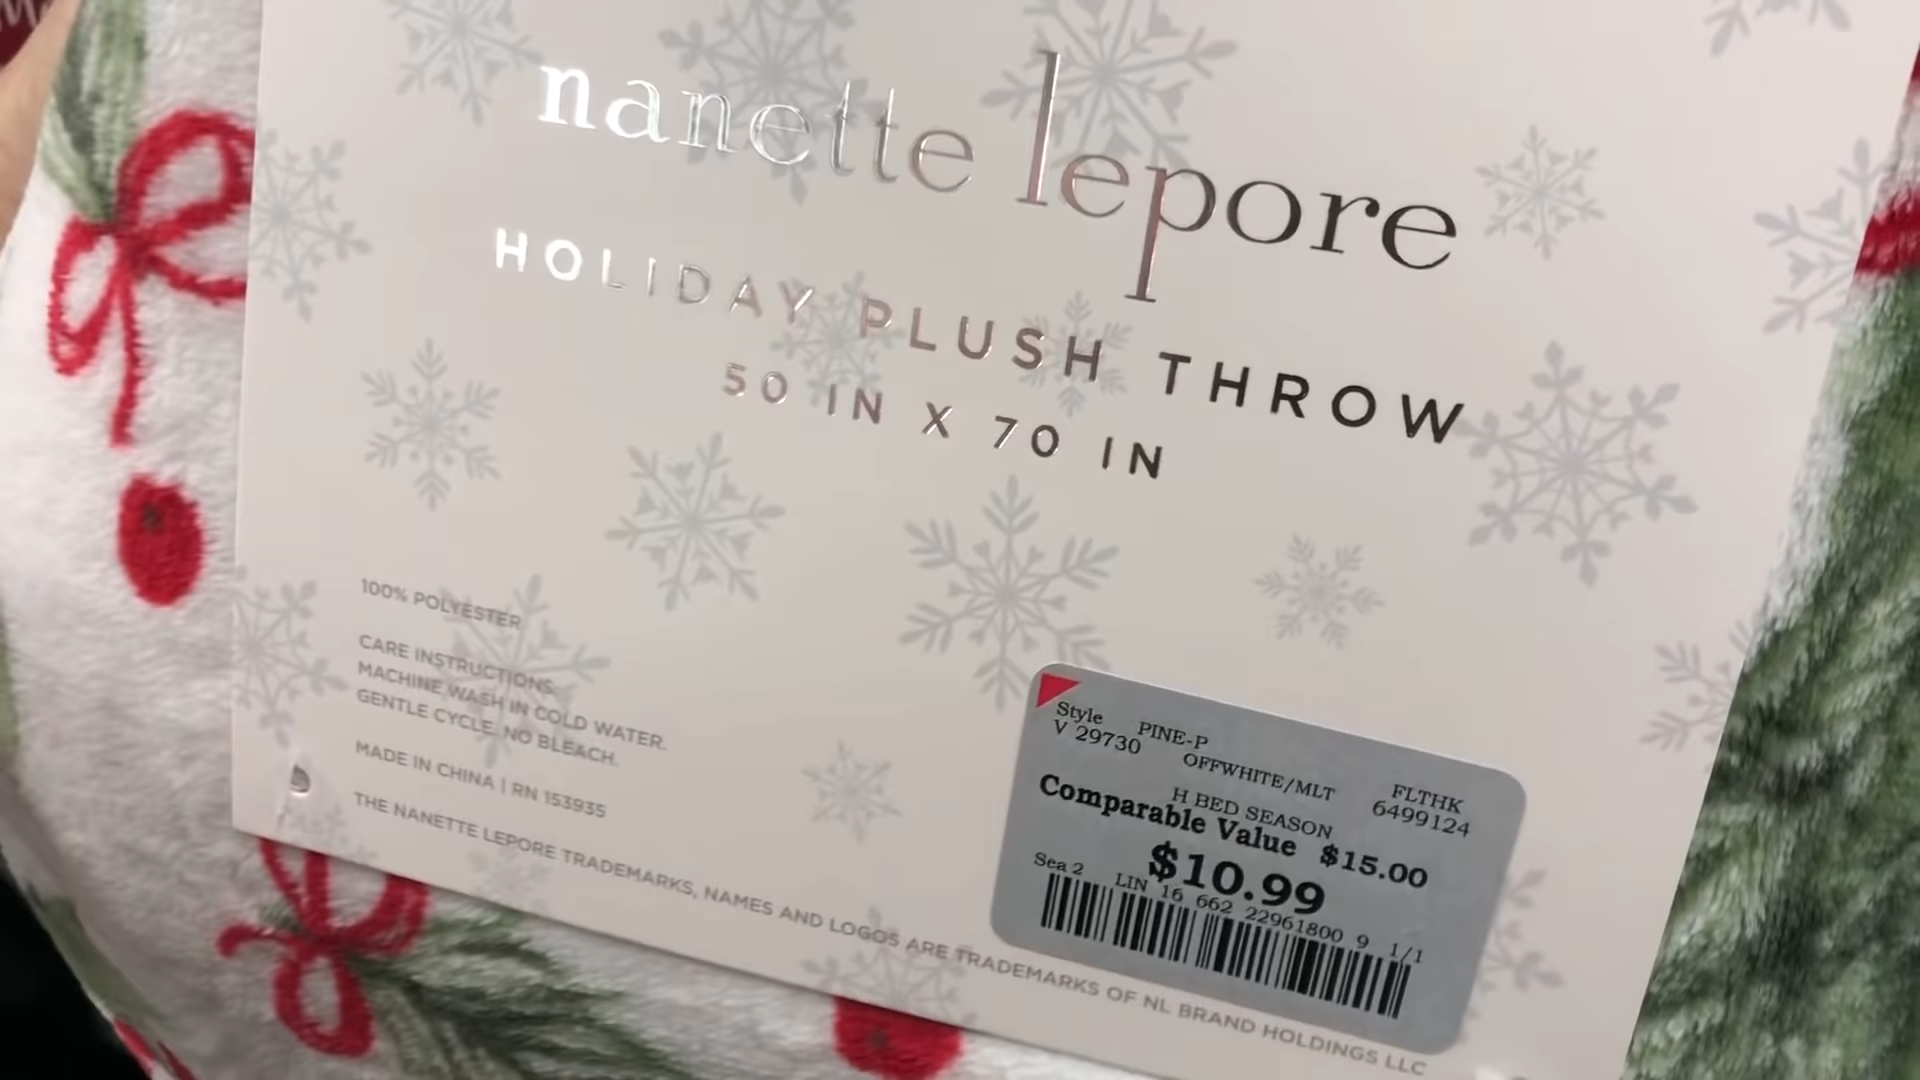 nanette lepore
HOLIDAY PLUSH THROW
50 IN X 70 IN
100% POLYESTER
CARE INSTRUCTIONS:
MACHINE WASH IN COLD WATER.
GENTLE CYCLE. NO BLEACH.
MADE IN CHINA | RN 153935
THE NANETTE LEPORE TRADEMARKS, NAMES AND LOGOS ARE TRADEMARKS OF NL BRAND HOLDINGS LLC
Style PINE-P
V 29730 OFFWHITE/MLT FLTHK
H BED SEASON 6499124
Comparable Value $15.00
$10.99
Sea 2 LIN 16 662 22961800 9 1/1